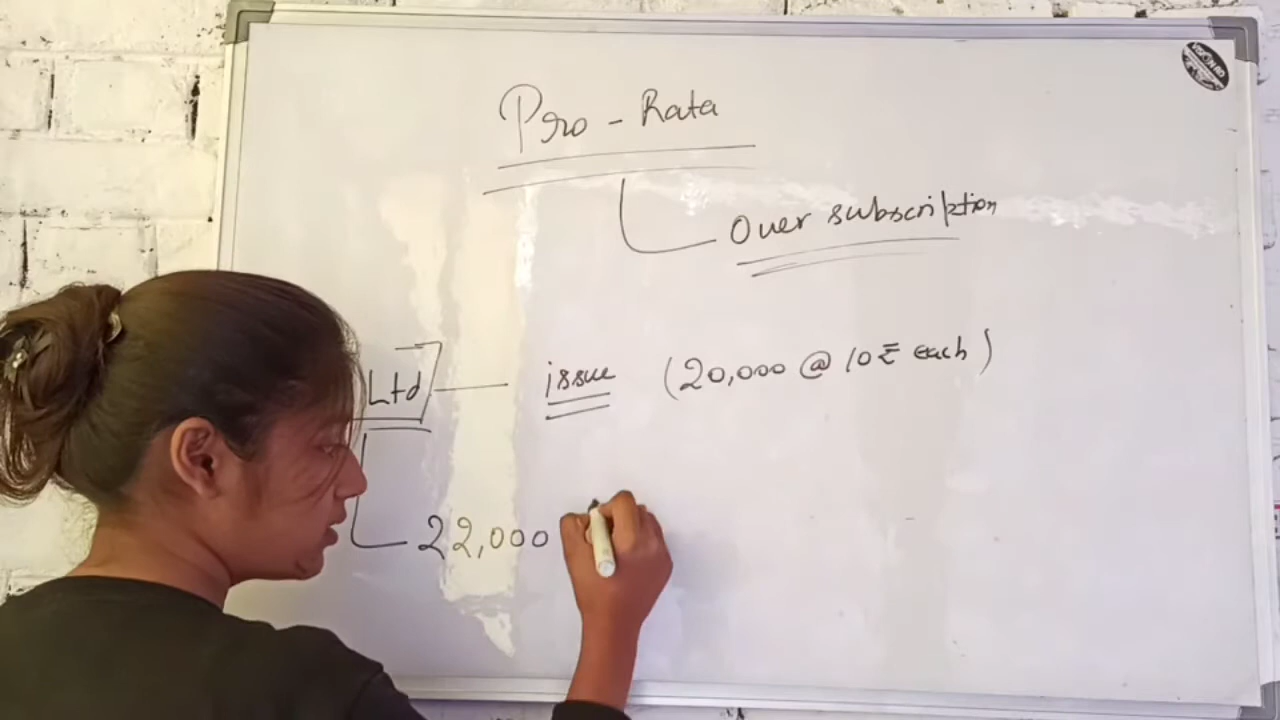 Pro - Rata
Over subscription
Ltd issue (20,000 @ 10₹ each)
22,000